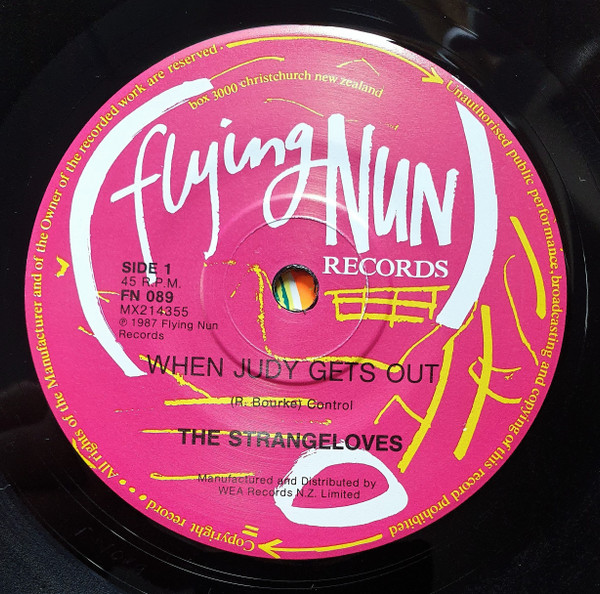 All rights of the Manufacturer and of the Owner of the recorded work are reserved.
Unauthorised public performance, broadcasting and copying of this record prohibited
Copyright record
box 3000 christchurch new zealand
flying NUN
RECORDS
SIDE 1
45 R.P.M.
FN 089
MX214355
℗ 1987 Flying Nun
Records
WHEN JUDY GETS OUT
(R. Bourke) Control
THE STRANGELOVES
Manufactured and Distributed by
WEA Records N.Z. Limited